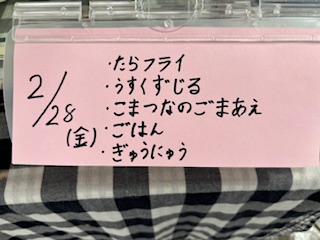 2/28
(金)
・たらフライ
・うすくずじる
・こまつなのごまあえ
・ごはん
・ぎゅうにゅう